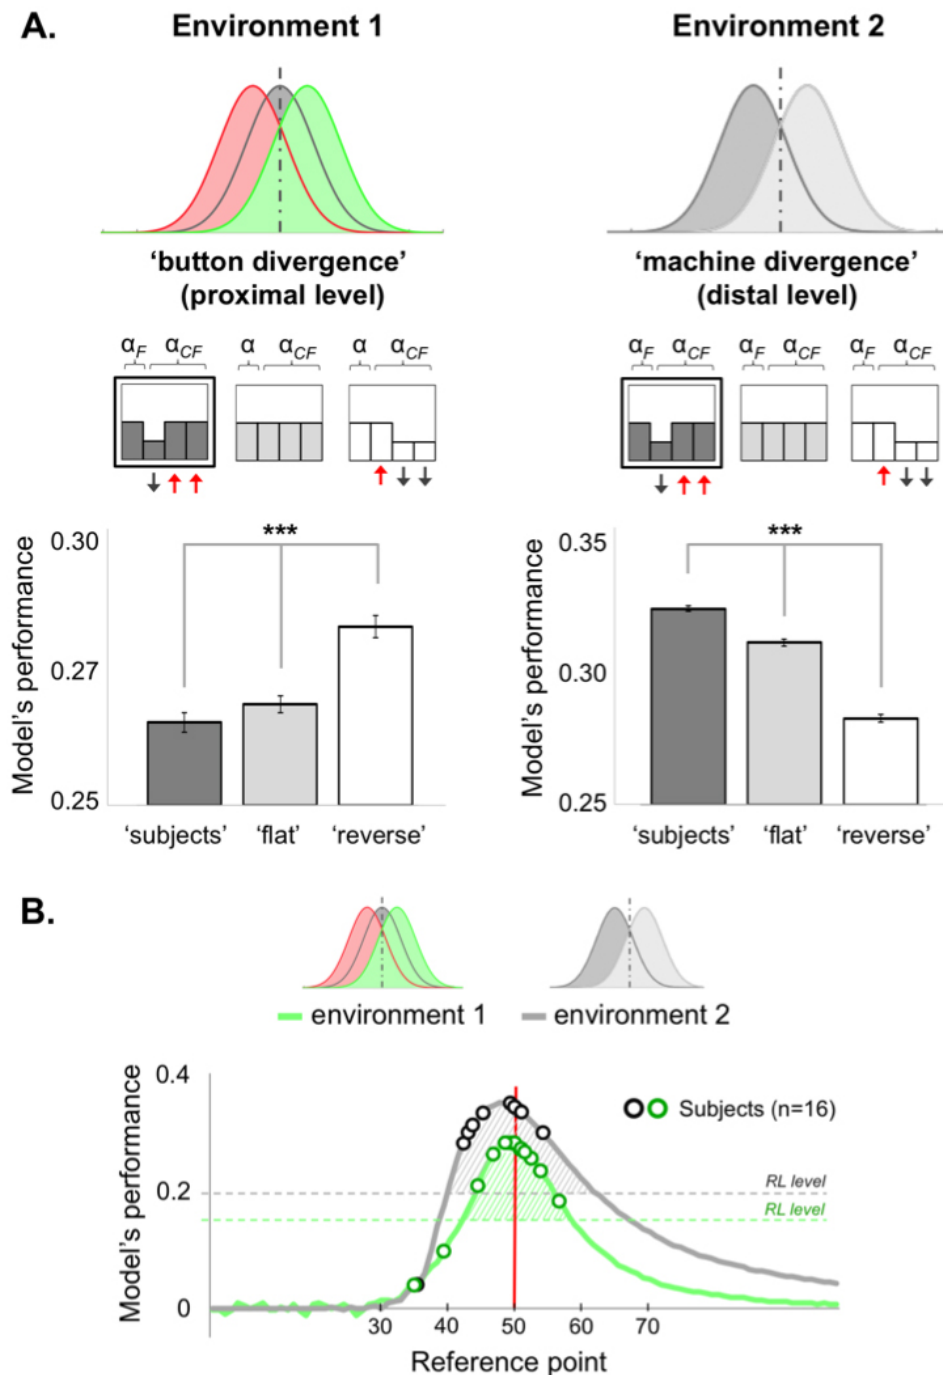 A.
Environment 1
Environment 2
'button divergence'
(proximal level)
'machine divergence'
(distal level)
αF αCF α αCF α αCF
αF αCF αF αCF αF αCF
Model's performance
0.30
0.27
0.25
***
'subjects' 'flat' 'reverse'
Model's performance
0.35
0.30
0.25
***
'subjects' 'flat' 'reverse'
B.
environment 1 environment 2
Model's performance
0.4
0.2
0
Subjects (n=16)
RL level
RL level
30 40 50 60 70
Reference point